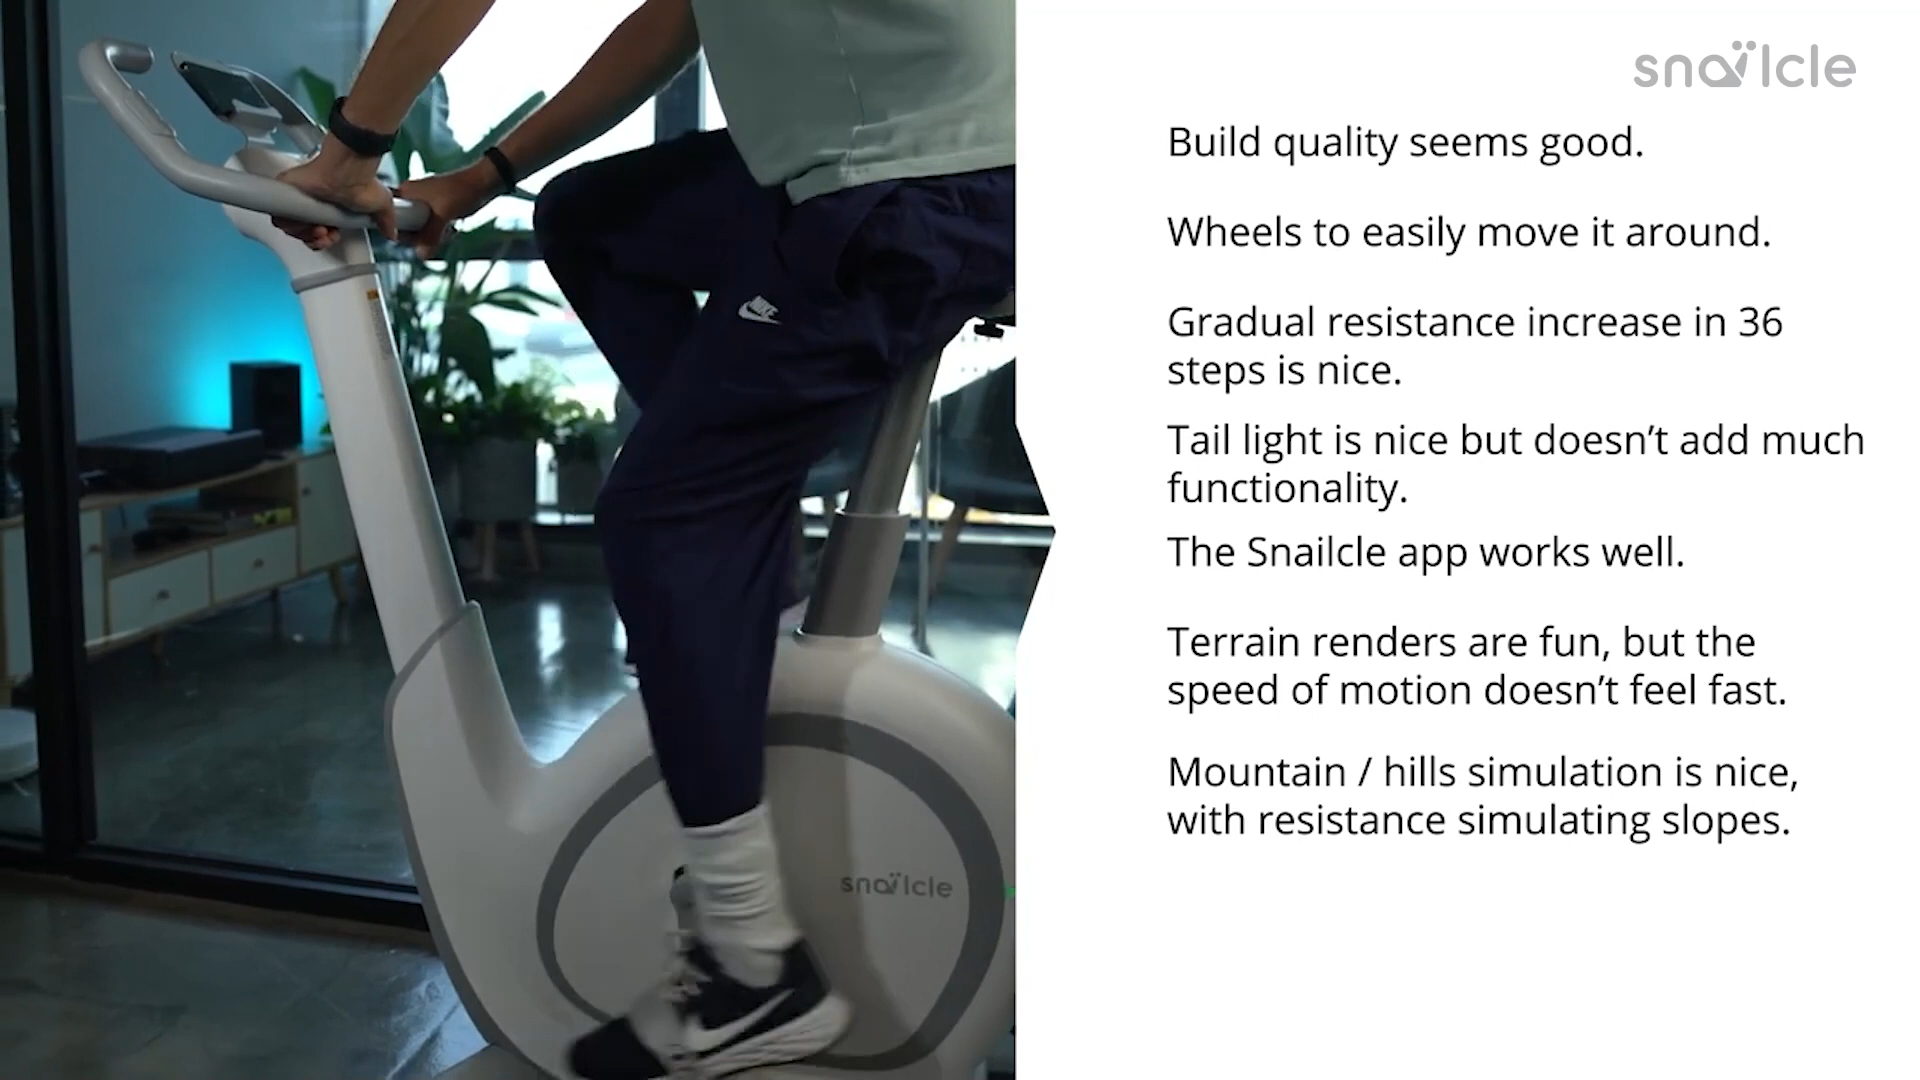 snailcle
Build quality seems good.
Wheels to easily move it around.
Gradual resistance increase in 36
steps is nice.
Tail light is nice but doesn’t add much
functionality.
The Snailcle app works well.
Terrain renders are fun, but the
speed of motion doesn’t feel fast.
Mountain / hills simulation is nice,
with resistance simulating slopes.
NIKE
snailcle